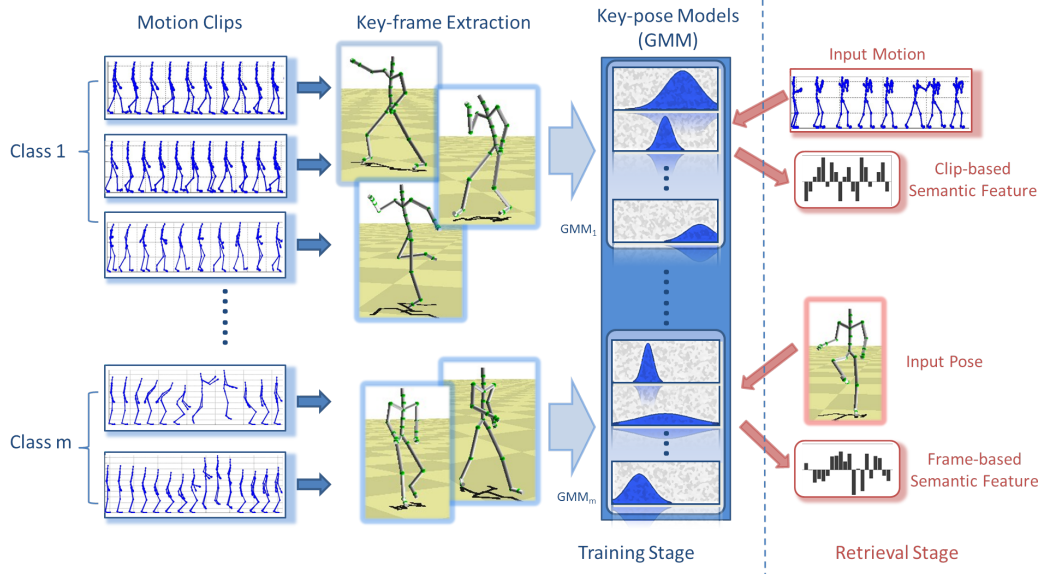 Motion Clips
Key-frame Extraction
Key-pose Models
(GMM)
Input Motion
Class 1
Clip-based
Semantic Feature
GMM1
Input Pose
Class m
Frame-based
Semantic Feature
GMMm
Training Stage
Retrieval Stage